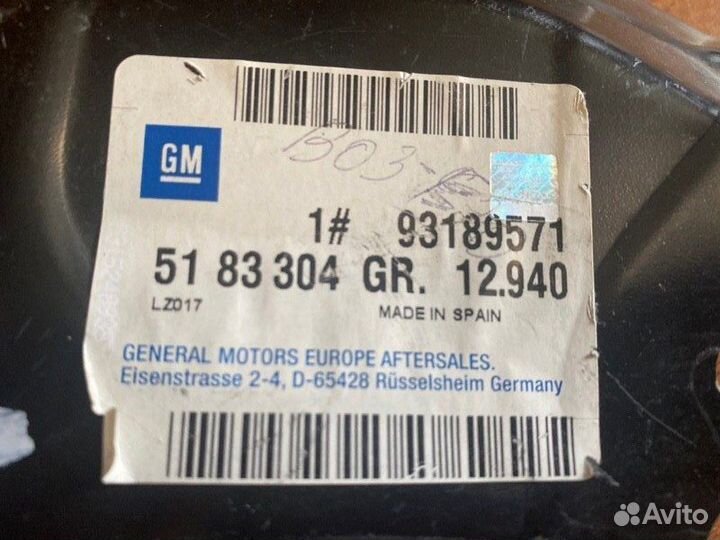 GM
1# 93189571
51 83 304 GR. 12.940
LZ017 MADE IN SPAIN
GENERAL MOTORS EUROPE AFTERSALES.
Eisenstrasse 2-4, D-65428 Rüsselsheim Germany
Avito